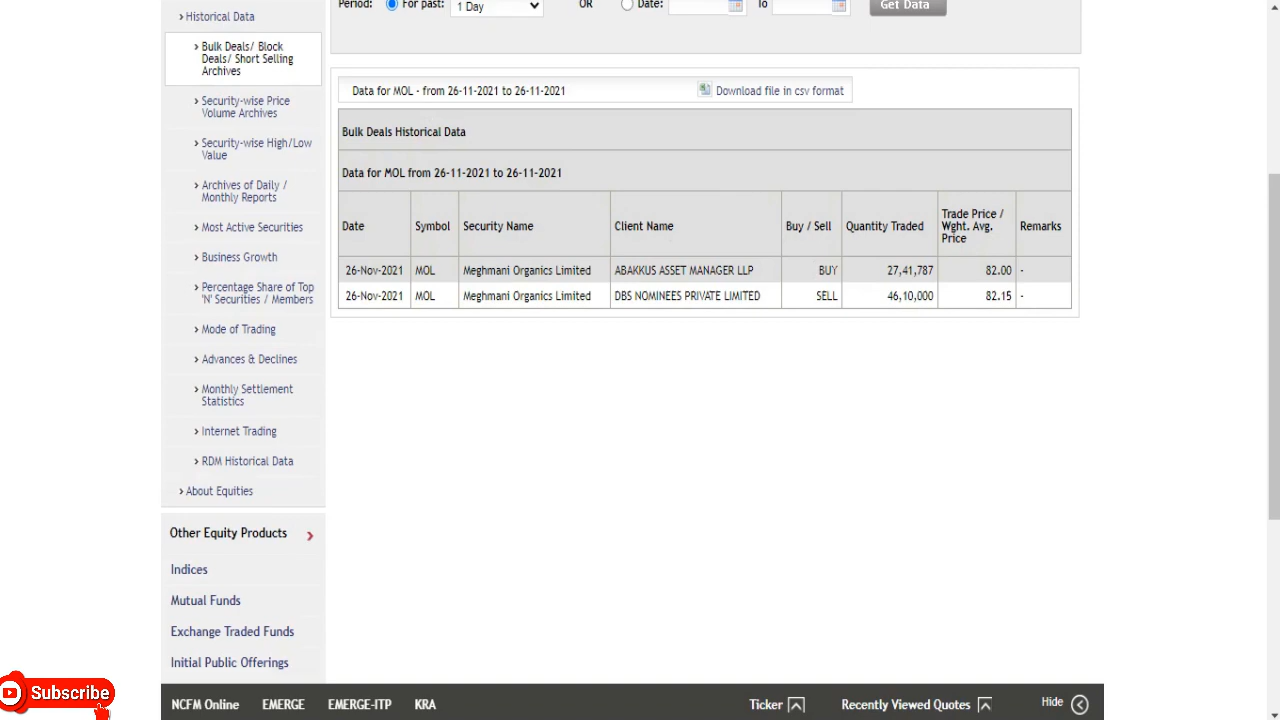 › Historical Data
› Bulk Deals/ Block
Deals/ Short Selling
Archives
› Security-wise Price
Volume Archives
› Security-wise High/Low
Value
› Archives of Daily /
Monthly Reports
› Most Active Securities
› Business Growth
› Percentage Share of Top
'N' Securities / Members
› Mode of Trading
› Advances & Declines
› Monthly Settlement
Statistics
› Internet Trading
› RDM Historical Data
› About Equities
Other Equity Products
Indices
Mutual Funds
Exchange Traded Funds
Initial Public Offerings
Period: For past: 1 Day OR Date: To Get Data
Data for MOL - from 26-11-2021 to 26-11-2021 Download file in csv format
Bulk Deals Historical Data
Data for MOL from 26-11-2021 to 26-11-2021
Date Symbol Security Name Client Name Buy / Sell Quantity Traded Trade Price / Wght. Avg. Price Remarks
26-Nov-2021 MOL Meghmani Organics Limited ABAKKUS ASSET MANAGER LLP BUY 27,41,787 82.00 -
26-Nov-2021 MOL Meghmani Organics Limited DBS NOMINEES PRIVATE LIMITED SELL 46,10,000 82.15 -
Subscribe
NCFM Online EMERGE EMERGE-ITP KRA Ticker Recently Viewed Quotes Hide